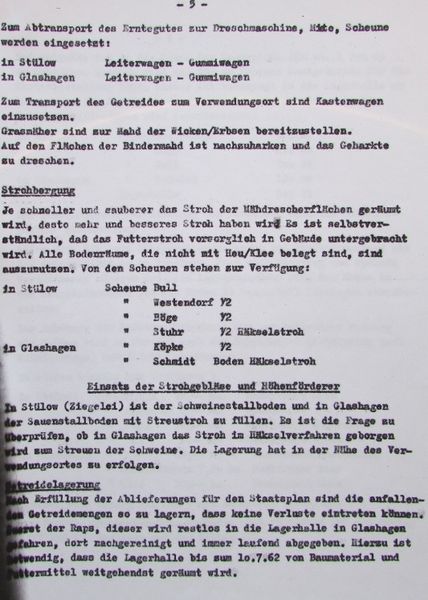 - 5 -
Zum Abtransport des Erntegutes zur Dreschmaschine, Miete, Scheune
werden eingesetzt:
in Stülow Leiterwagen - Gummiwagen
in Glashagen Leiterwagen - Gummiwagen
Zum Transport des Getreides zum Verwendungsort sind Kastenwagen
einzusetzen.
Grasmäher sind zur Mahd der Wicken/Erbsen bereitzustellen.
Auf den Flächen der Bindermahd ist nachzuharken und das Geharkte
zu dreschen.
Strohbergung
Je schneller und sauberer das Stroh der Mähdrescherflächen geräumt
wird, desto mehr und besseres Stroh haben wir. Es ist selbstver-
ständlich, daß das Futterstroh vorsorglich in Gebäude untergebracht
wird. Alle Bodenräume, die nicht mit Heu/Klee belegt sind, sind
auszunutzen. Von den Scheunen stehen zur Verfügung:
in Stülow Scheune Bull
" Westendorf 1/2
" Böge 1/2
" Stuhr 1/2 Häkselstroh
in Glashagen " Köpke 1/2
" Schmidt Boden Häkselstroh
Einsatz der Strohgebläse und Höhenförderer
In Stülow (Ziegelei) ist der Schweinestallboden und in Glashagen
der Sauenstallboden mit Streustroh zu füllen. Es ist die Frage zu
überprüfen, ob in Glashagen das Stroh im Häkselverfahren geborgen
wird zum Streuen der Schweine. Die Lagerung hat in der Nähe des Ver-
wendungsortes zu erfolgen.
Getreidelagerung
Nach Erfüllung der Ablieferungen für den Staatsplan sind die anfallen-
den Getreidemengen so zu lagern, dass keine Verluste eintreten können.
Zuerst der Raps, dieser wird restlos in die Lagerhalle in Glashagen
gefahren, dort nachgereinigt und immer laufend abgegeben. Hierzu ist
notwendig, dass die Lagerhalle bis zum lo.7.62 von Baumaterial und
Futtermittel weitgehendst geräumt wird.